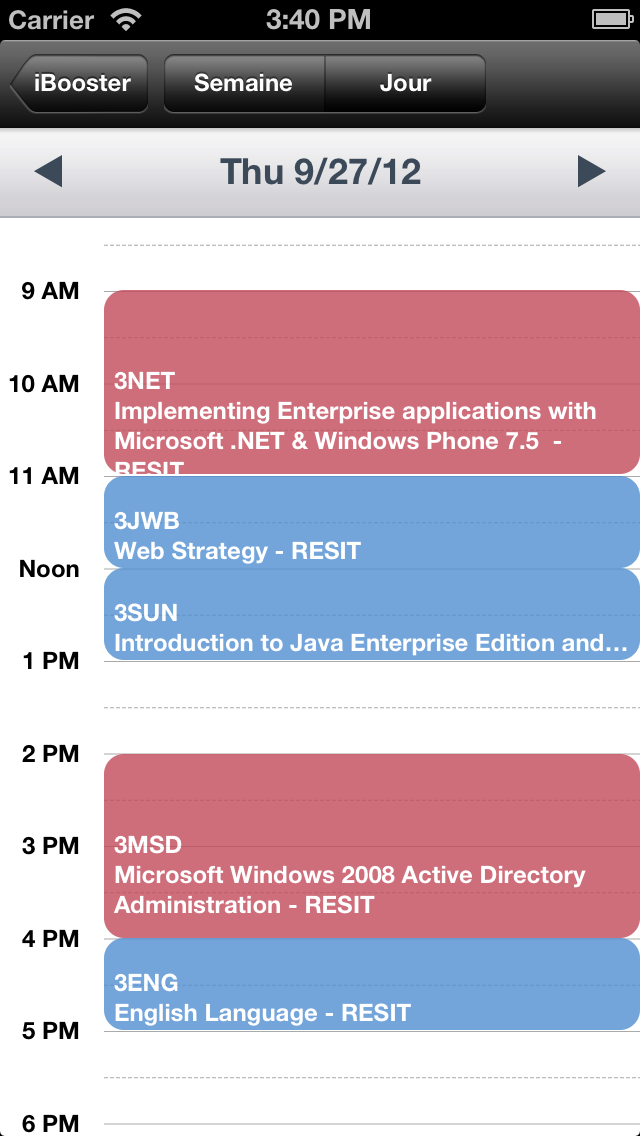 Carrier 3:40 PM
iBooster Semaine Jour
Thu 9/27/12
9 AM
3NET
10 AM
Implementing Enterprise applications with
Microsoft .NET & Windows Phone 7.5 -
RESIT
11 AM
3JWB
Web Strategy - RESIT
Noon
3SUN
Introduction to Java Enterprise Edition and...
1 PM
2 PM
3MSD
3 PM
Microsoft Windows 2008 Active Directory
Administration - RESIT
4 PM
3ENG
English Language - RESIT
5 PM
6 PM